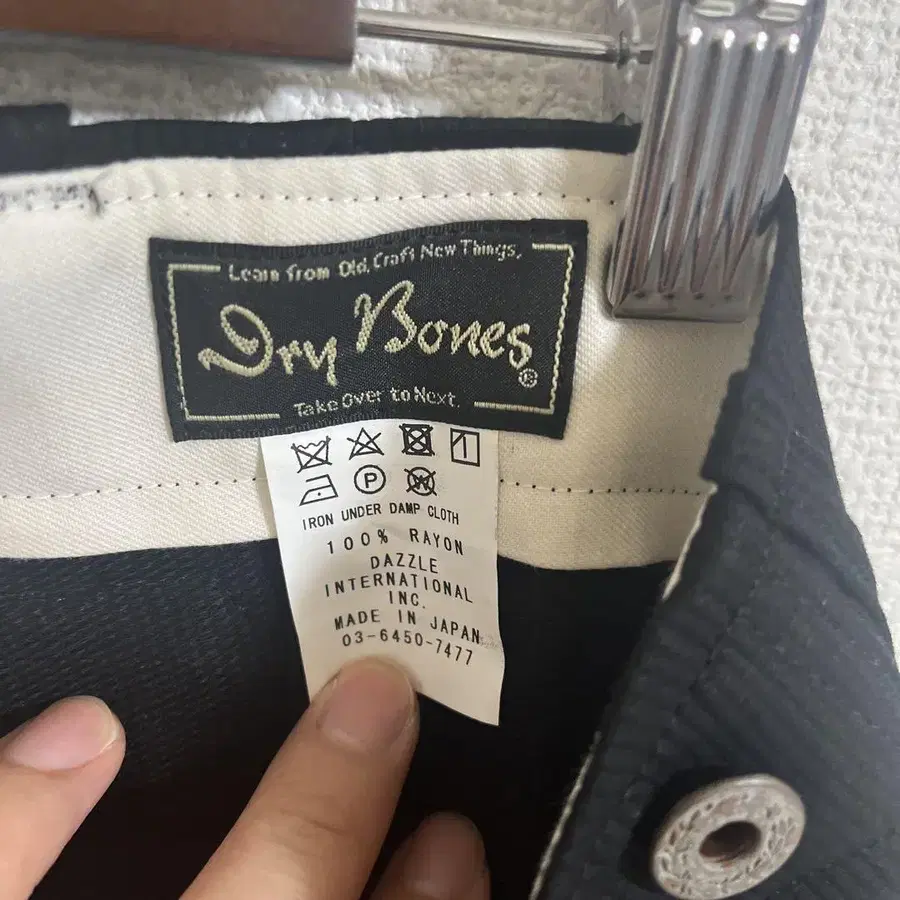 Learn from Old, Craft New Things,
Dry Bones®
Take Over to Next.
P
W
IRON UNDER DAMP CLOTH
100% RAYON
DAZZLE
INTERNATIONAL
INC.
MADE IN JAPAN
03-6450-7477